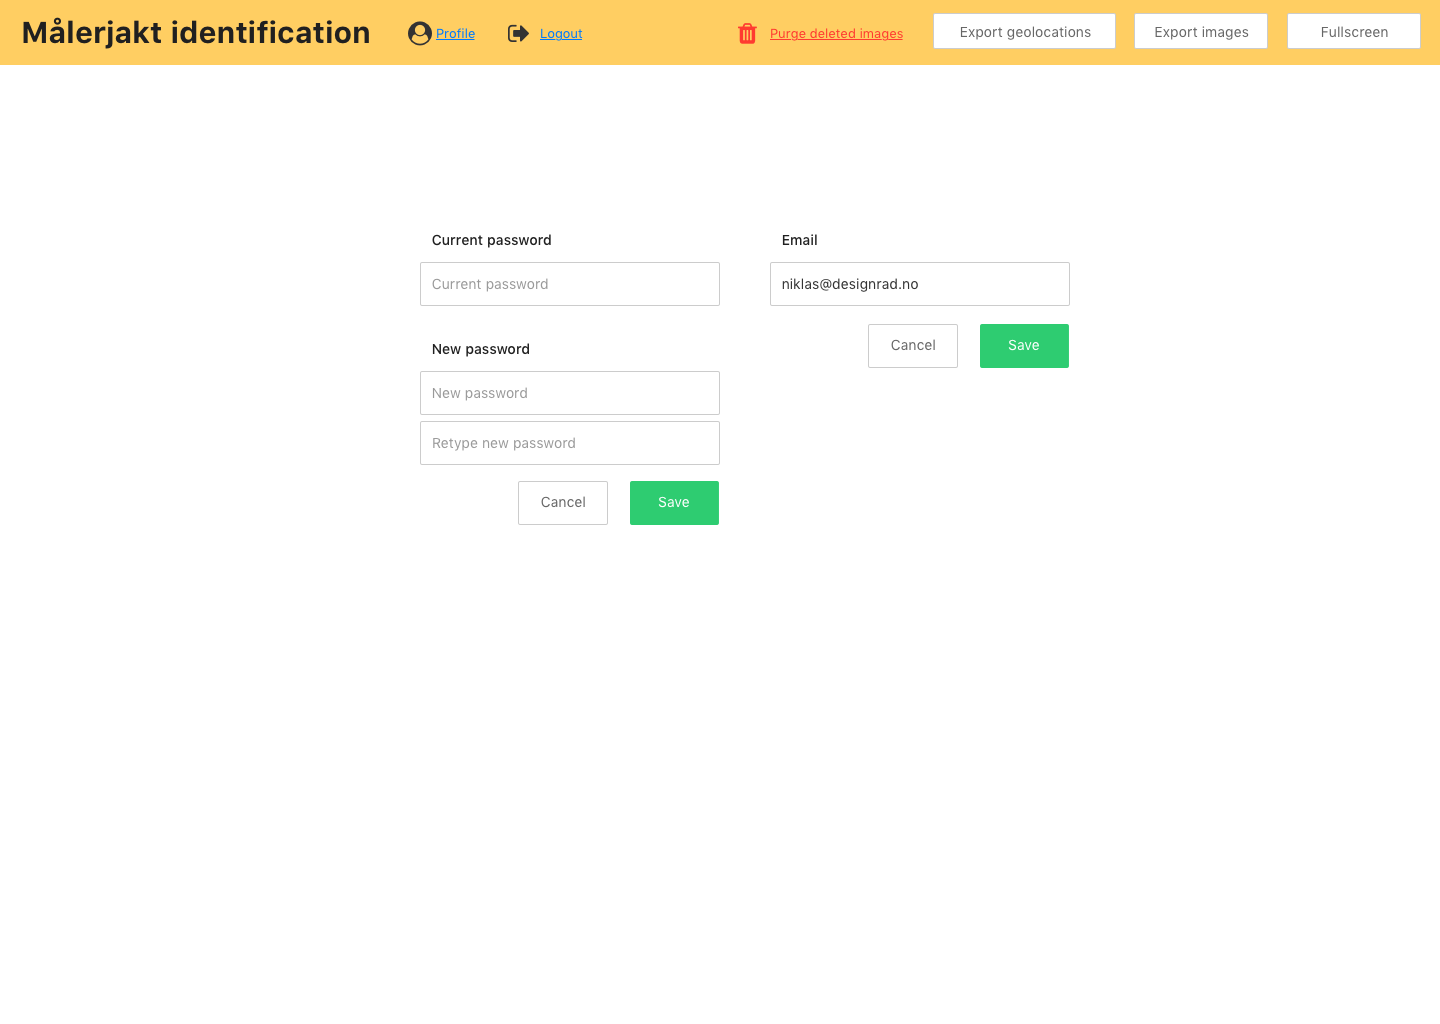 Målerjakt identification
Profile
Logout
Purge deleted images
Export geolocations
Export images
Fullscreen
Current password
Current password
New password
New password
Retype new password
Cancel
Save
Email
niklas@designrad.no
Cancel
Save